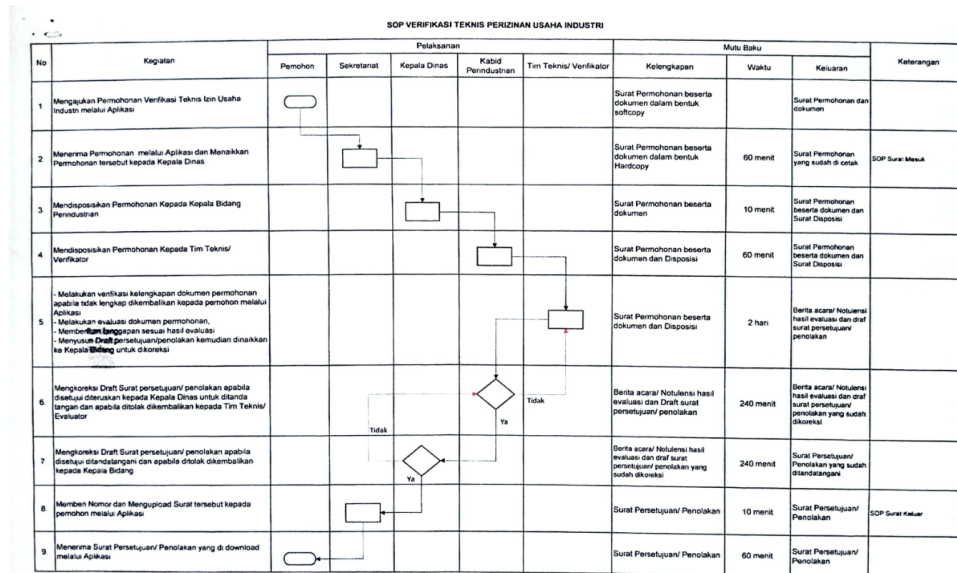 SOP VERIFIKASI TEKNIS PERIZINAN USAHA INDUSTRI
No
Kegiatan
Pelaksanan
Mutu Baku
Keterangan
Pemohon
Sekretariat
Kepala Dinas
Kabid
Perindustrian
Tim Teknis/ Verifikator
Kelengkapan
Waktu
Keluaran
1
Mengajukan Permohonan Verifikasi Teknis Izin Usaha
Industri melalui Aplikasi
Surat Permohonan beserta
dokumen dalam bentuk
softcopy
Surat Permohonan dan
dokumen
2
Menerima Permohonan melalui Aplikasi dan Menaikkan
Permohonan tersebut kepada Kepala Dinas
Surat Permohonan beserta
dokumen dalam bentuk
Hardcopy
60 menit
Surat Permohonan
yang sudah di cetak
SOP Surat Masuk
3
Mendisposisikan Permohonan Kepada Kepala Bidang
Perindustrian
Surat Permohonan beserta
dokumen
10 menit
Surat Permohonan
beserta dokumen dan
Surat Disposisi
4
Mendisposisikan Permohonan Kepada Tim Teknis/
Verifikator
Surat Permohonan beserta
dokumen dan Disposisi
60 menit
Surat Permohonan
beserta dokumen dan
Surat Disposisi
5
- Melakukan verifikasi kelengkapan dokumen permohonan
apabila tidak lengkap dikembalikan kepada pemohon melalui
Aplikasi
- Melakukan evaluasi dokumen permohonan,
- Memberikan tanggapan sesuai hasil evaluasi
- Menyusun Draft persetujuan/penolakan kemudian dinaikkan
ke Kepala Bidang untuk dikoreksi
Surat Permohonan beserta
dokumen dan Disposisi
2 hari
Berita acara/ Notulensi
hasil evaluasi dan draf
surat persetujuan/
penolakan
6
Mengkoreksi Draft Surat persetujuan/ penolakan apabila
disetujui diteruskan kepada Kepala Dinas untuk ditanda
tangan dan apabila ditolak dikembalikan kepada Tim Teknis/
Evaluator
Tidak
Ya
Tidak
Berita acara/ Notulensi hasil
evaluasi dan Draft surat
persetujuan/ penolakan
240 menit
Berita acara/ Notulensi
hasil evaluasi dan draf
surat persetujuan/
penolakan yang sudah
dikoreksi
7
Mengkoreksi Draft Surat persetujuan/ penolakan apabila
disetujui ditandatangani dan apabila ditolak dikembalikan
kepada Kepala Bidang
Ya
Berita acara/ Notulensi hasil
evaluasi dan draf surat
persetujuan/ penolakan yang
sudah dikoreksi
240 menit
Surat Persetujuan/
Penolakan yang sudah
ditandatangani
8
Memberi Nomor dan Mengupload Surat tersebut kepada
pemohon melalui Aplikasi
Surat Persetujuan/ Penolakan
10 menit
Surat Persetujuan/
Penolakan
SOP Surat Keluar
9
Menerima Surat Persetujuan/ Penolakan yang di download
melalui Aplikasi
Surat Persetujuan/ Penolakan
60 menit
Surat Persetujuan/
Penolakan